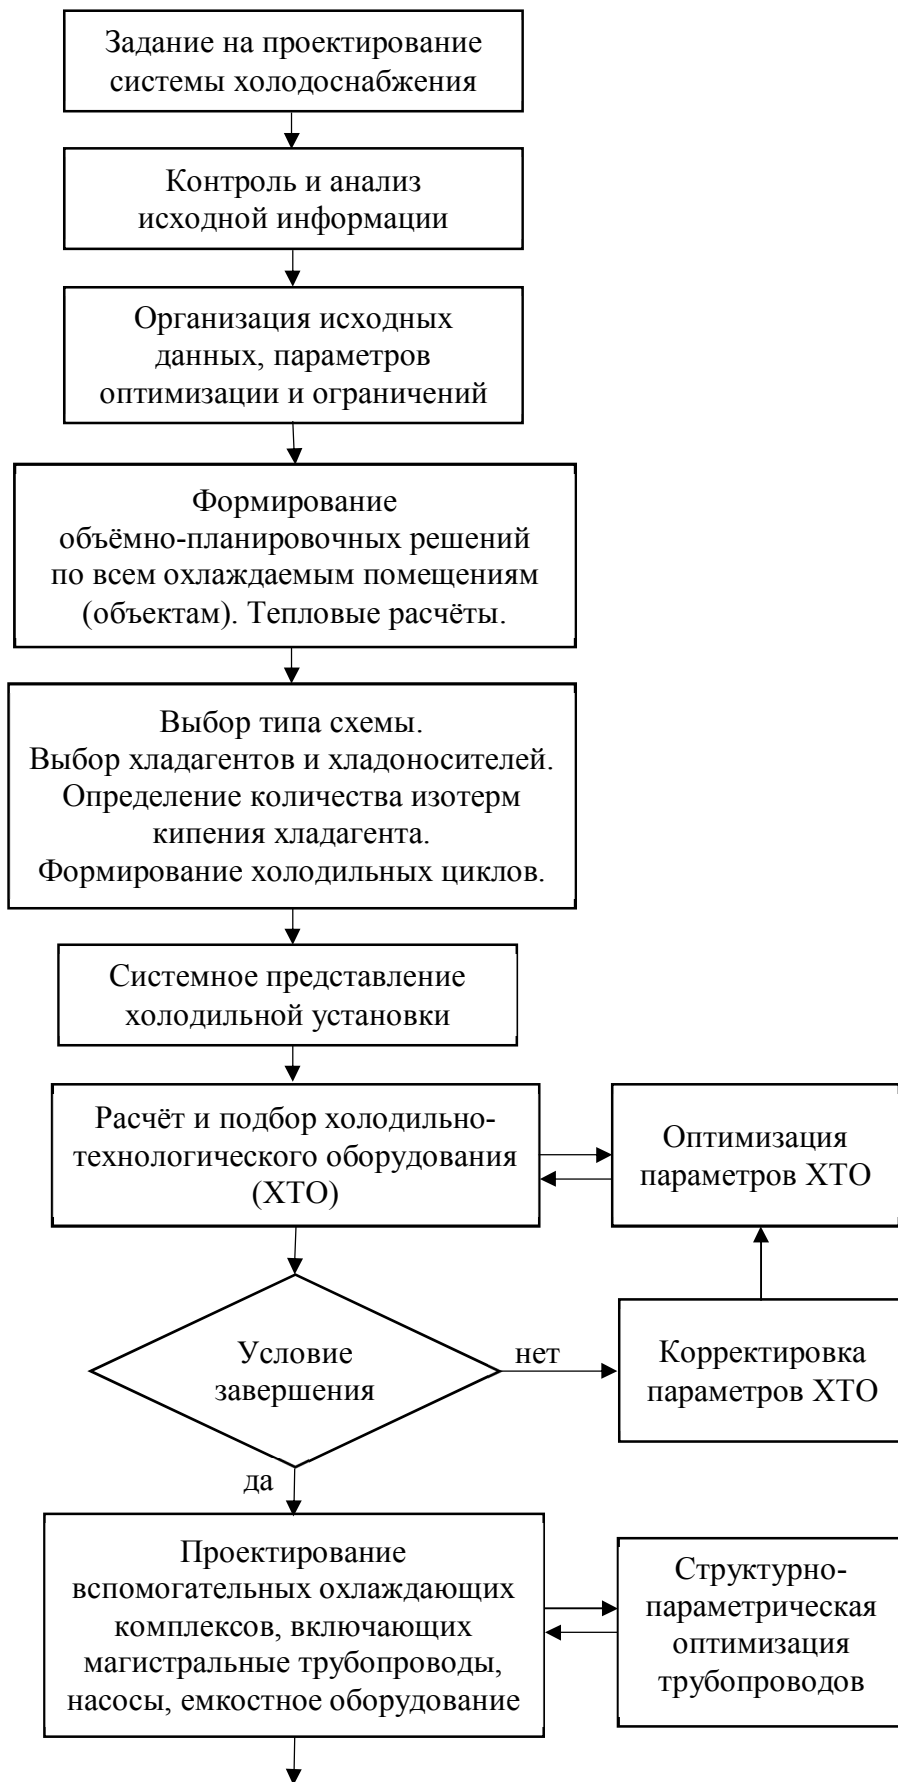 Задание на проектирование
системы холодоснабжения
Контроль и анализ
исходной информации
Организация исходных
данных, параметров
оптимизации и ограничений
Формирование
объёмно-планировочных решений
по всем охлаждаемым помещениям
(объектам). Тепловые расчёты.
Выбор типа схемы.
Выбор хладагентов и хладоносителей.
Определение количества изотерм
кипения хладагента.
Формирование холодильных циклов.
Системное представление
холодильной установки
Расчёт и подбор холодильно-
технологического оборудования
(ХТО)
Оптимизация
параметров ХТО
Условие
завершения
нет
Корректировка
параметров ХТО
да
Проектирование
вспомогательных охлаждающих
комплексов, включающих
магистральные трубопроводы,
насосы, емкостное оборудование
Структурно-
параметрическая
оптимизация
трубопроводов